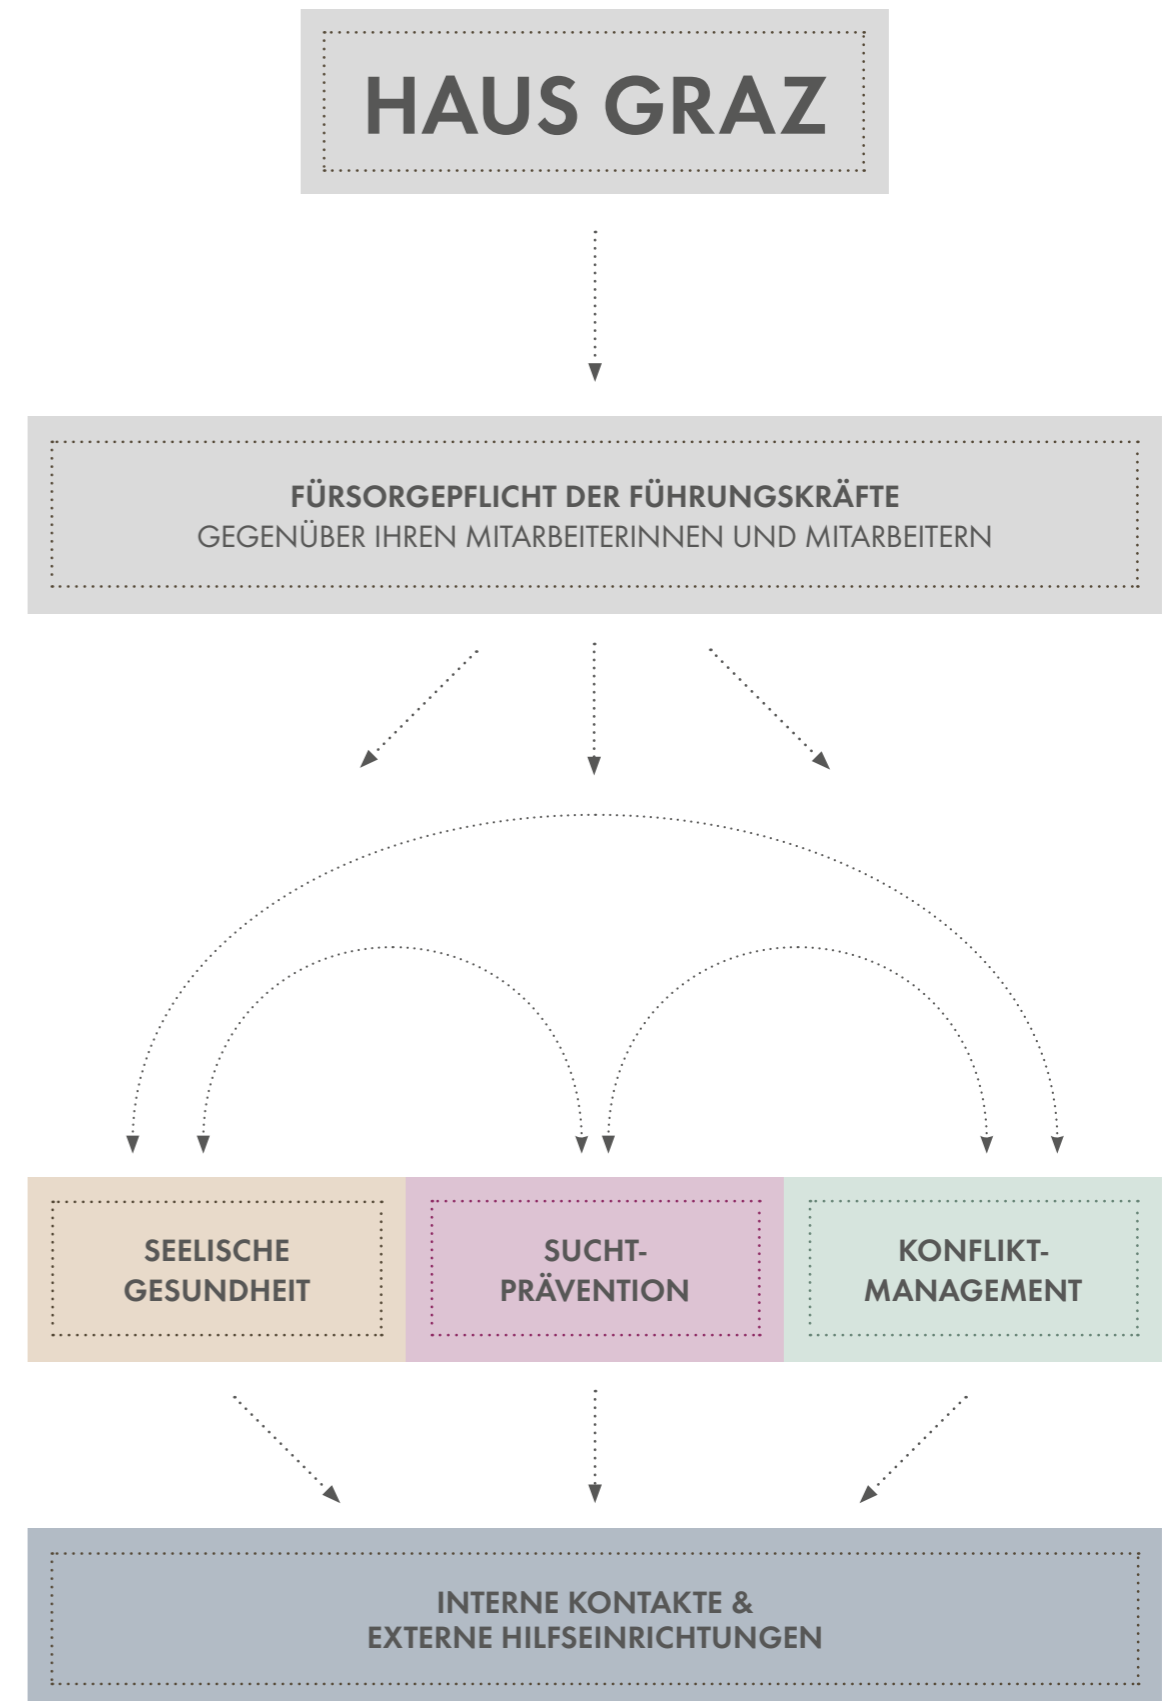 HAUS GRAZ
FÜRSORGEPFLICHT DER FÜHRUNGSKRÄFTE
GEGENÜBER IHREN MITARBEITERINNEN UND MITARBEITERN
SEELISCHE
GESUNDHEIT
SUCHT-
PRÄVENTION
KONFLIKT-
MANAGEMENT
INTERNE KONTAKTE &
EXTERNE HILFSEINRICHTUNGEN